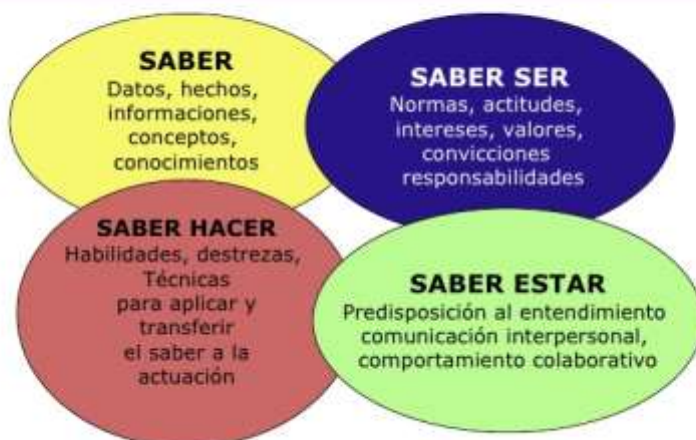 SABER
Datos, hechos,
informaciones,
conceptos,
conocimientos
SABER SER
Normas, actitudes,
intereses, valores,
convicciones
responsabilidades
SABER HACER
Habilidades, destrezas,
Técnicas
para aplicar y
transferir
el saber a la
actuación
SABER ESTAR
Predisposición al entendimiento
comunicación interpersonal,
comportamiento colaborativo